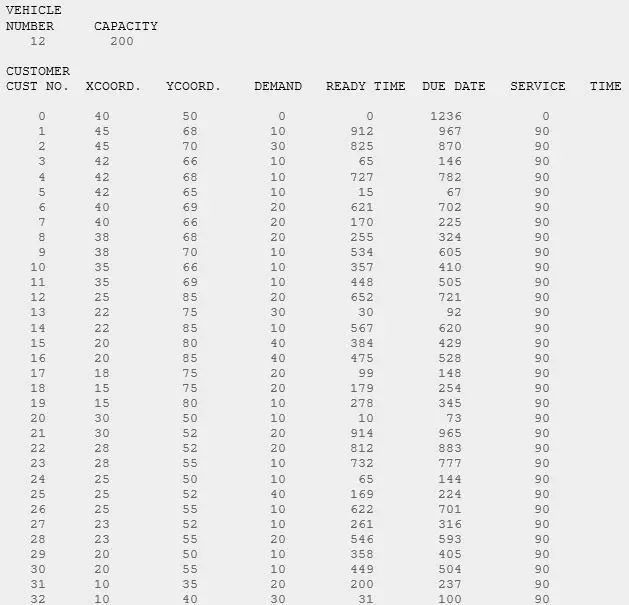 VEHICLE
NUMBER CAPACITY
12 200
CUSTOMER
CUST NO. XCOORD. YCOORD. DEMAND READY TIME DUE DATE SERVICE TIME
0 40 50 0 0 1236 0
1 45 68 10 912 967 90
2 45 70 30 825 870 90
3 42 66 10 65 146 90
4 42 68 10 727 782 90
5 42 65 10 15 67 90
6 40 69 20 621 702 90
7 40 66 20 170 225 90
8 38 68 20 255 324 90
9 38 70 10 534 605 90
10 35 66 10 357 410 90
11 35 69 10 448 505 90
12 25 85 20 652 721 90
13 22 75 30 30 92 90
14 22 85 10 567 620 90
15 20 80 40 384 429 90
16 20 85 40 475 528 90
17 18 75 20 99 148 90
18 15 75 20 179 254 90
19 15 80 10 278 345 90
20 30 50 10 10 73 90
21 30 52 20 914 965 90
22 28 52 20 812 883 90
23 28 55 10 732 777 90
24 25 50 10 65 144 90
25 25 52 40 169 224 90
26 25 55 10 622 701 90
27 23 52 10 261 316 90
28 23 55 20 546 593 90
29 20 50 10 358 405 90
30 20 55 10 449 504 90
31 10 35 20 200 237 90
32 10 40 30 31 100 90